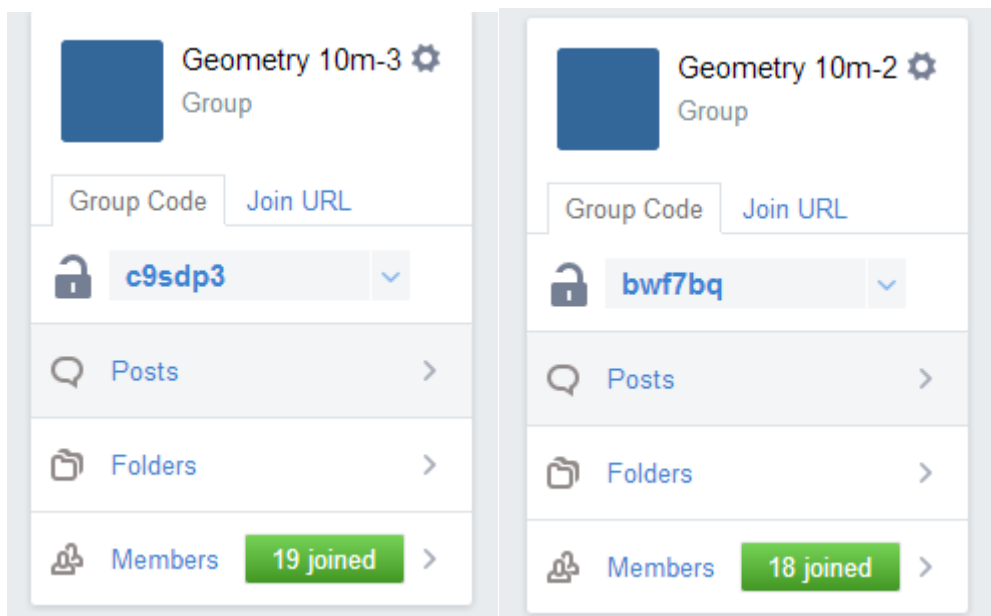 Geometry 10m-3
Group
Group Code Join URL
c9sdp3
Posts
Folders
Members 19 joined
Geometry 10m-2
Group
Group Code Join URL
bwf7bq
Posts
Folders
Members 18 joined